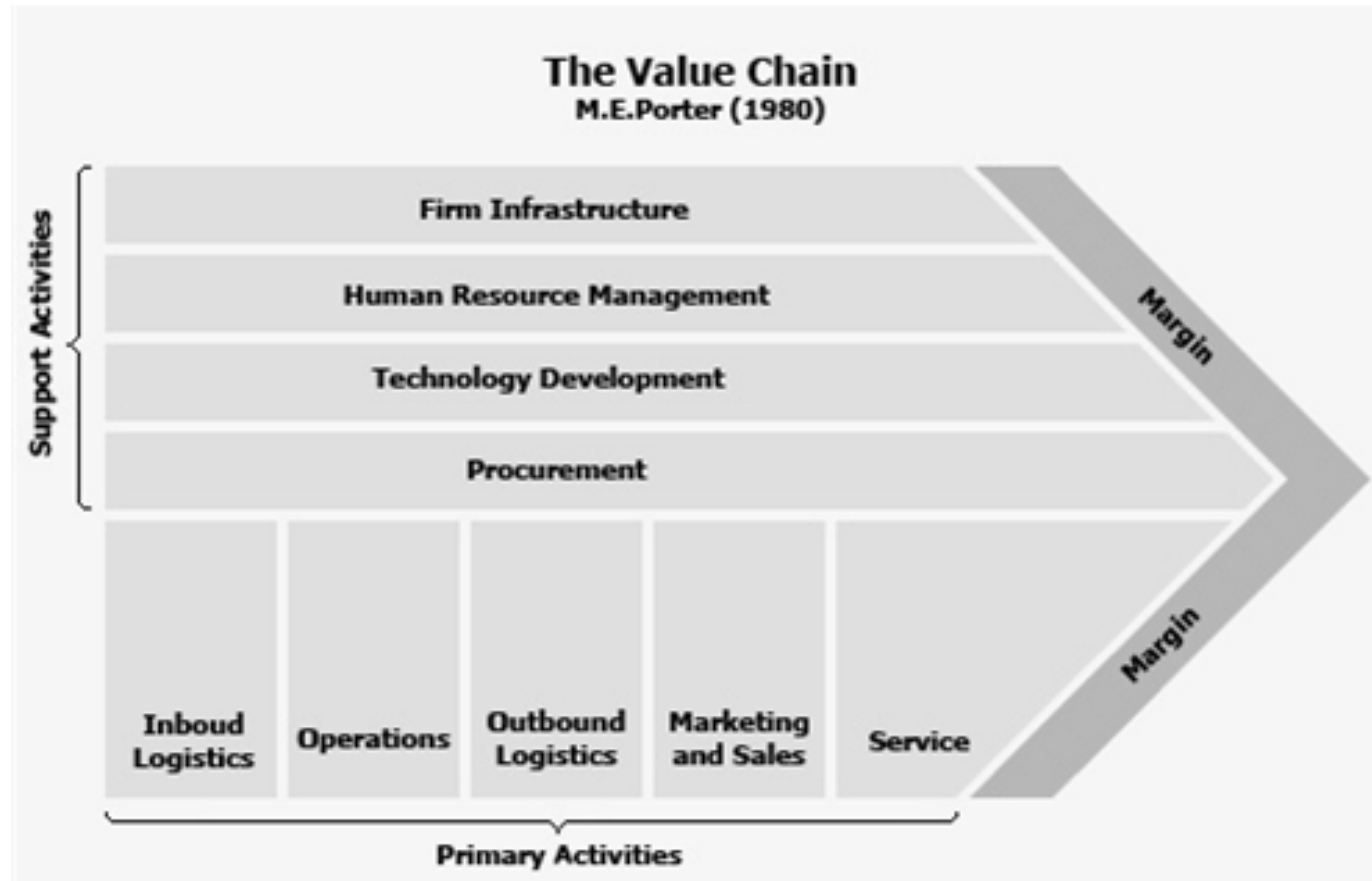 The Value Chain
M.E.Porter (1980)
Support Activities
Firm Infrastructure
Human Resource Management
Technology Development
Procurement
Margin
Margin
Inboud
Logistics
Operations
Outbound
Logistics
Marketing
and Sales
Service
Primary Activities